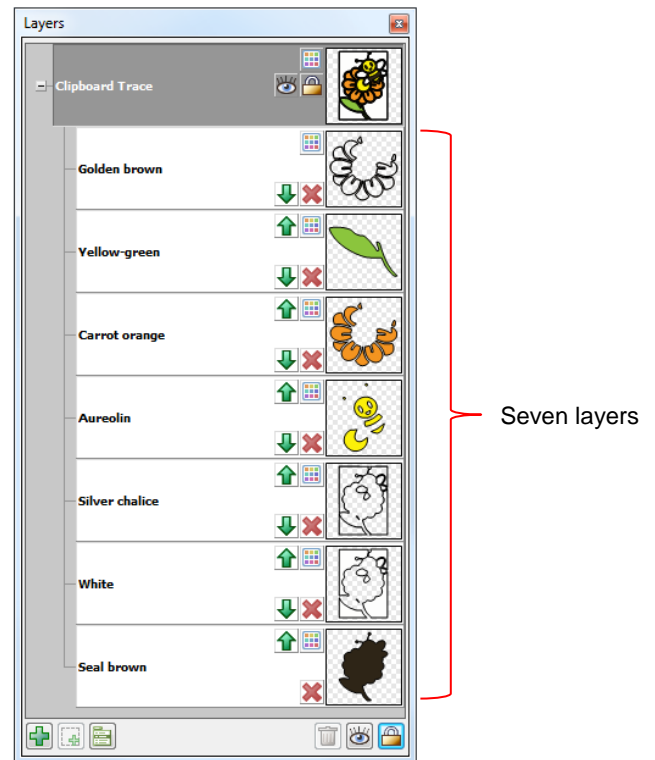 Layers
Clipboard Trace
Golden brown
Yellow-green
Carrot orange
Aureolin
Seven layers
Silver chalice
White
Seal brown